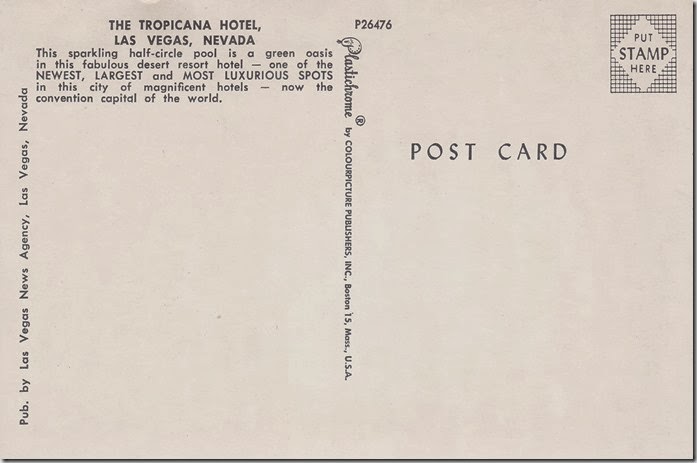 THE TROPICANA HOTEL,
LAS VEGAS, NEVADA
This sparkling half-circle pool is a green oasis
in this fabulous desert resort hotel — one of the
NEWEST, LARGEST and MOST LUXURIOUS SPOTS
in this city of magnificent hotels — now the
convention capital of the world.
Pub. by Las Vegas News Agency, Las Vegas, Nevada
P26476
Plastichrome ® by COLOURPICTURE PUBLISHERS, INC., Boston 15, Mass., U.S.A.
POST CARD
PUT
STAMP
HERE